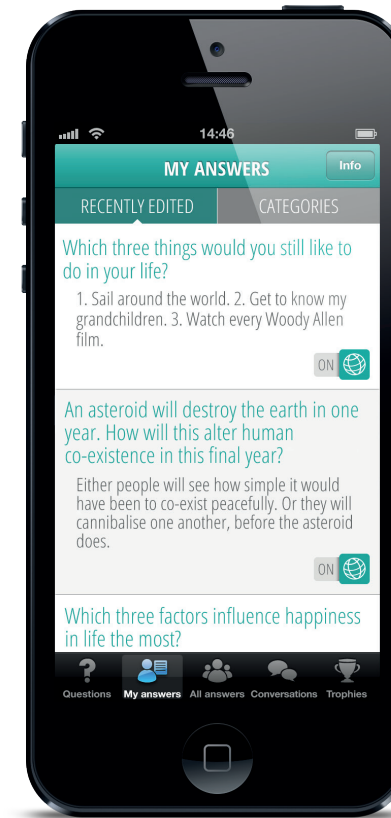 14:46
MY ANSWERS
Info
RECENTLY EDITED
CATEGORIES
Which three things would you still like to
do in your life?
1. Sail around the world. 2. Get to know my
grandchildren. 3. Watch every Woody Allen
film.
ON
An asteroid will destroy the earth in one
year. How will this alter human
co-existence in this final year?
Either people will see how simple it would
have been to co-exist peacefully. Or they will
cannibalise one another, before the asteroid
does.
ON
Which three factors influence happiness
in life the most?
Questions My answers All answers Conversations Trophies